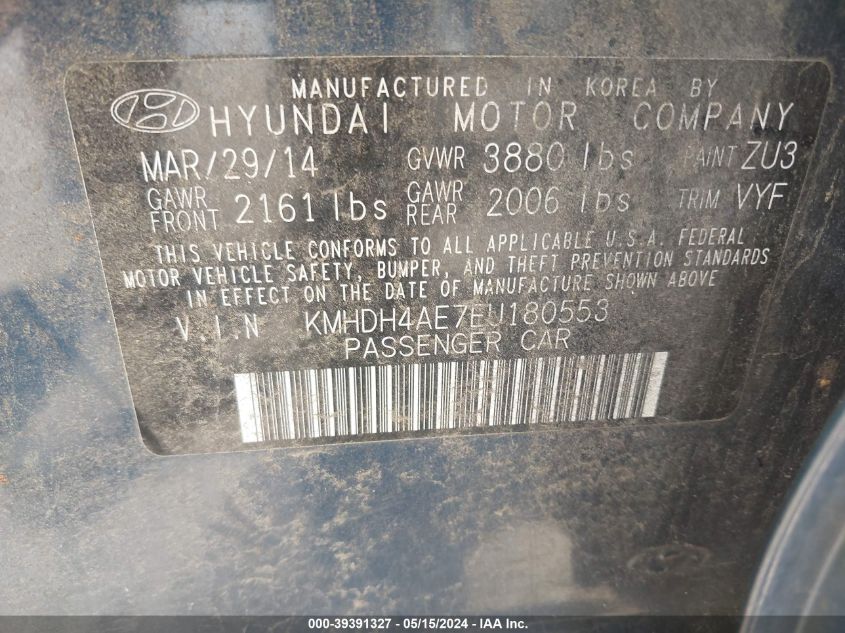 MANUFACTURED IN KOREA BY
HYUNDAI MOTOR COMPANY
MAR/29/14 GVWR 3880 lbs PAINT ZU3
GAWR FRONT 2161 lbs GAWR REAR 2006 lbs TRIM VYF
THIS VEHICLE CONFORMS TO ALL APPLICABLE U.S.A. FEDERAL
MOTOR VEHICLE SAFETY, BUMPER, AND THEFT PREVENTION STANDARDS
IN EFFECT ON THE DATE OF MANUFACTURE SHOWN ABOVE
V.I.N KMHDH4AE7EU180553
PASSENGER CAR
000-39391327 - 05/15/2024 - IAA Inc.